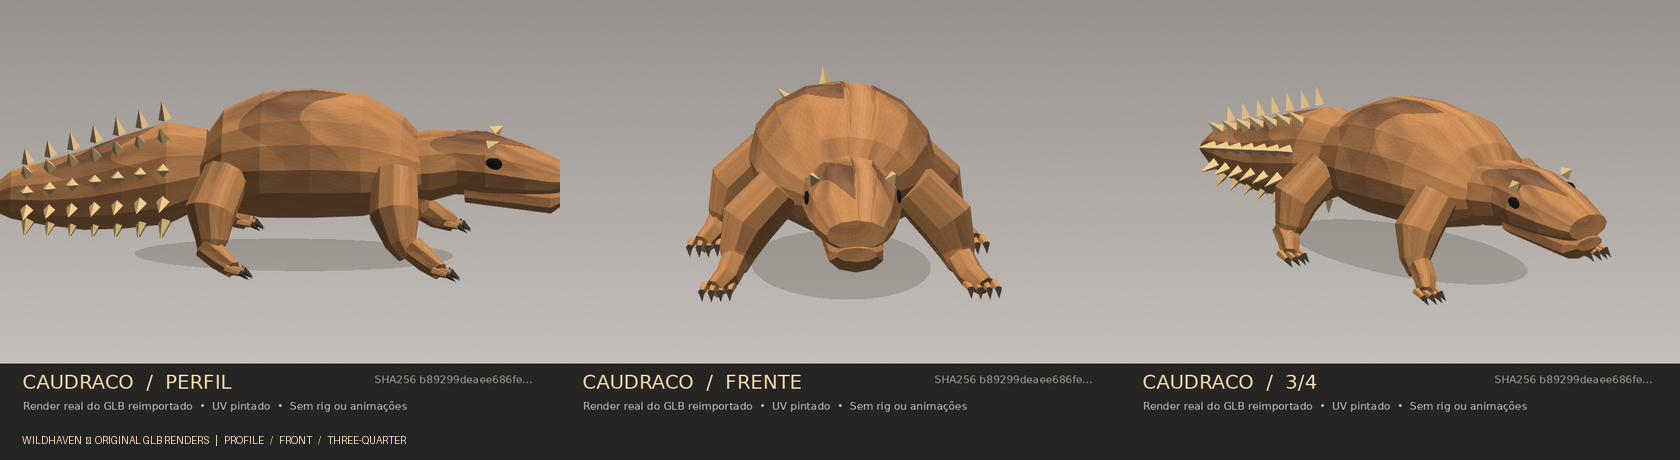 CAUDRACO / PERFIL
SHA256 b89299deaee686fe...
Render real do GLB reimportado • UV pintado • Sem rig ou animações
CAUDRACO / FRENTE
SHA256 b89299deaee686fe...
Render real do GLB reimportado • UV pintado • Sem rig ou animações
CAUDRACO / 3/4
SHA256 b89299deaee686fe...
Render real do GLB reimportado • UV pintado • Sem rig ou animações
WILDHAVEN ORIGINAL GLB RENDERS | PROFILE / FRONT / THREE-QUARTER